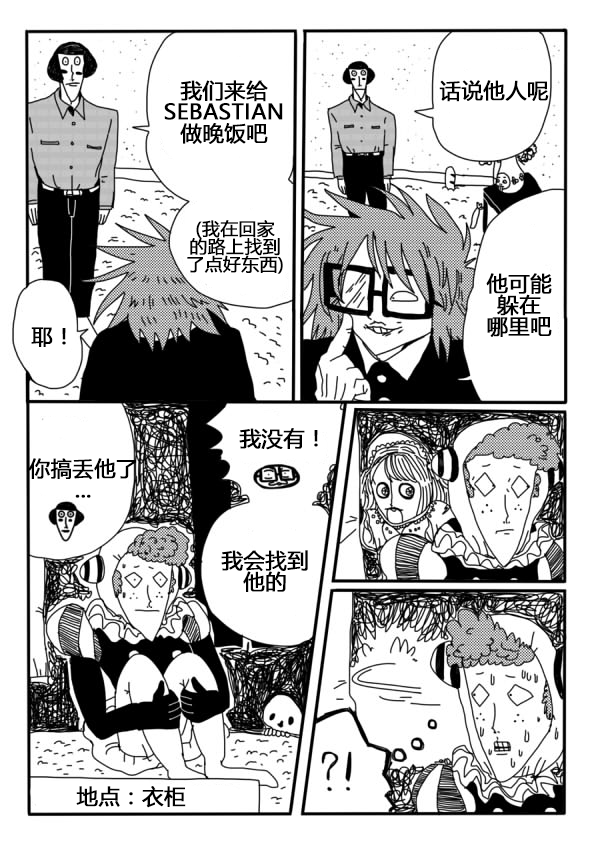 我们来给
SEBASTIAN
做晚饭吧
(我在回家
的路上找到
了点好东西)
耶！
话说他人呢
他可能
躲在
哪里吧
你搞丢他了
...
我没有！
我会找到
他的
地点：衣柜
?!